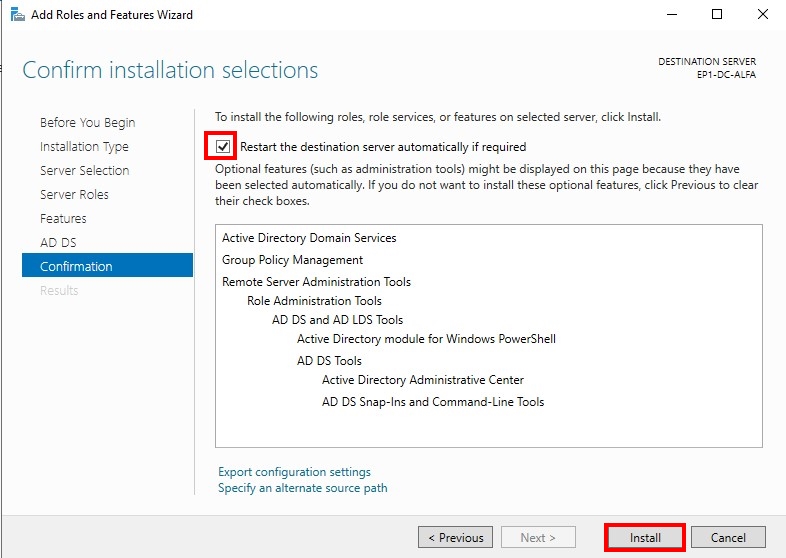 Add Roles and Features Wizard
Confirm installation selections
DESTINATION SERVER
EP1-DC-ALFA
Before You Begin
Installation Type
Server Selection
Server Roles
Features
AD DS
Confirmation
Results
To install the following roles, role services, or features on selected server, click Install.
Restart the destination server automatically if required
Optional features (such as administration tools) might be displayed on this page because they have
been selected automatically. If you do not want to install these optional features, click Previous to clear
their check boxes.
Active Directory Domain Services
Group Policy Management
Remote Server Administration Tools
Role Administration Tools
AD DS and AD LDS Tools
Active Directory module for Windows PowerShell
AD DS Tools
Active Directory Administrative Center
AD DS Snap-Ins and Command-Line Tools
Export configuration settings
Specify an alternate source path
< Previous
Next >
Install
Cancel